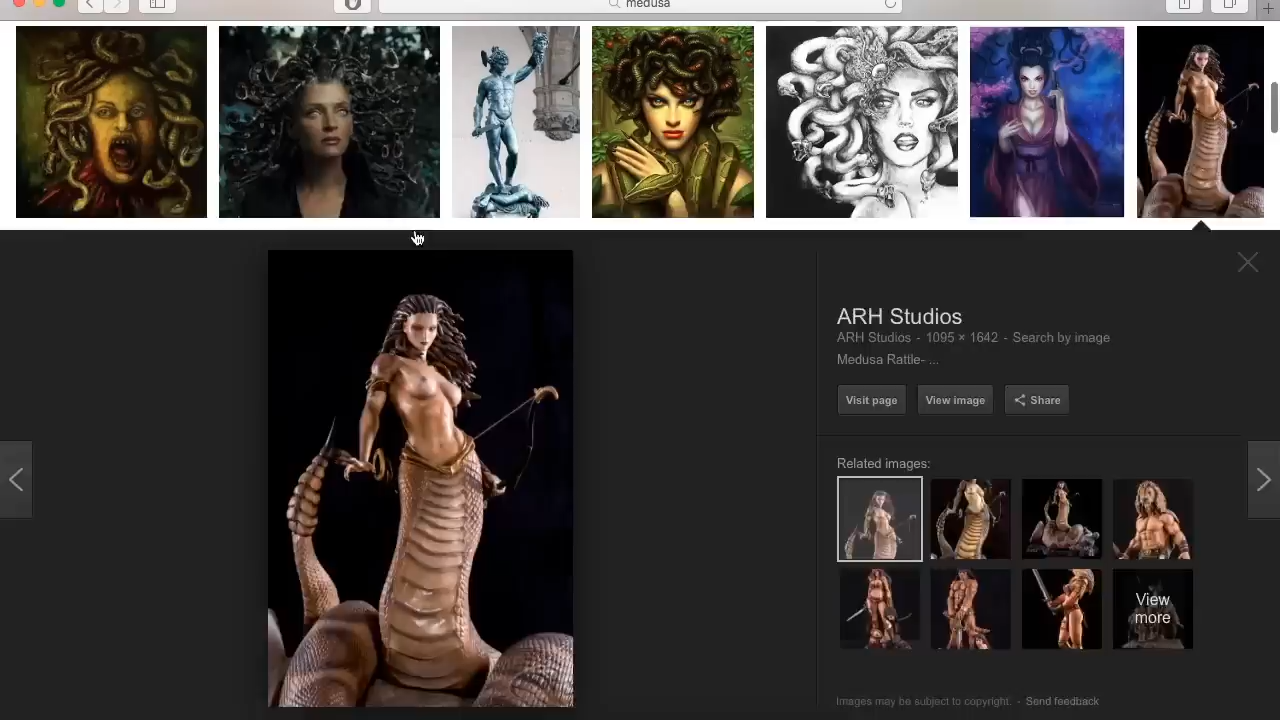 medusa
ARH Studios
ARH Studios - 1095 × 1642 - Search by image
Medusa Rattle- ...
Visit page
View image
Share
Related images:
View more
Images may be subject to copyright. - Send feedback